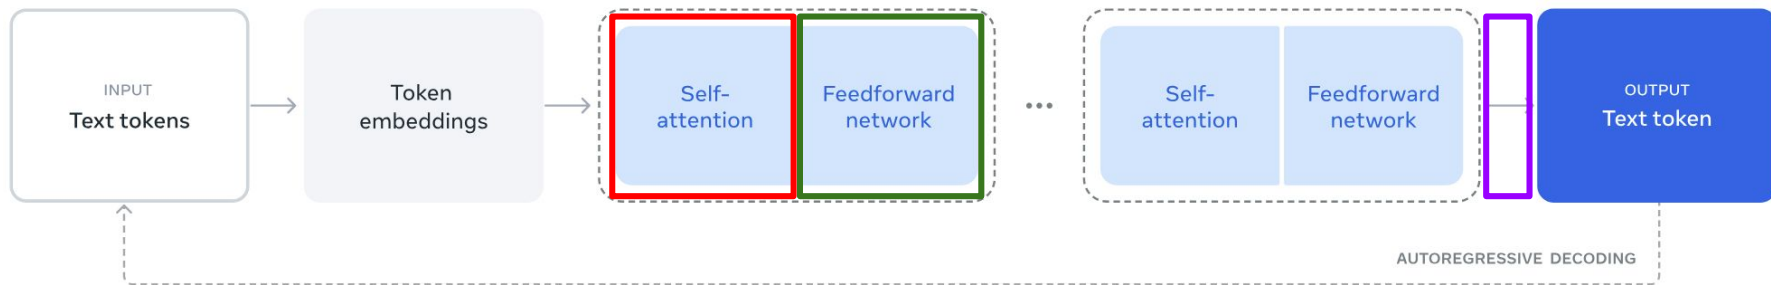 INPUT
Text tokens
Token
embeddings
Self-
attention
Feedforward
network
...
Self-
attention
Feedforward
network
OUTPUT
Text token
AUTOREGRESSIVE DECODING